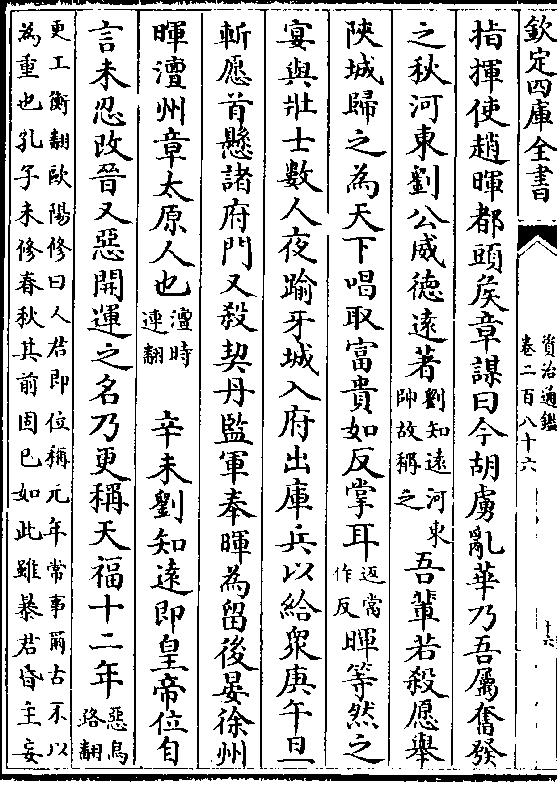 欽定四庫全書
資治通鑑
卷二百八十六
十六
指揮使趙暉都頭矦章謀曰今胡虜亂華乃吾屬奮發
之秋河東劉公威德遠著劉知遠河東帥故稱之吾輩若殺愿舉
陜城歸之為天下唱取富貴如反掌耳返當作反暉等然之
宴與壯士數人夜踰牙城入府出庫兵以給衆庚午旦
斬愿首懸諸府門又殺契丹監軍奉暉為留後晏徐州
暉澶州章太原人也澶時連翻辛未劉知遠即皇帝位自
言未忍改晉又惡開運之名乃更稱天福十二年惡烏路翻
更工衡翻歐陽修曰人君即位稱元年常事爾古不以
為重也孔子未修春秋其前固已如此雖暴君昏主妄